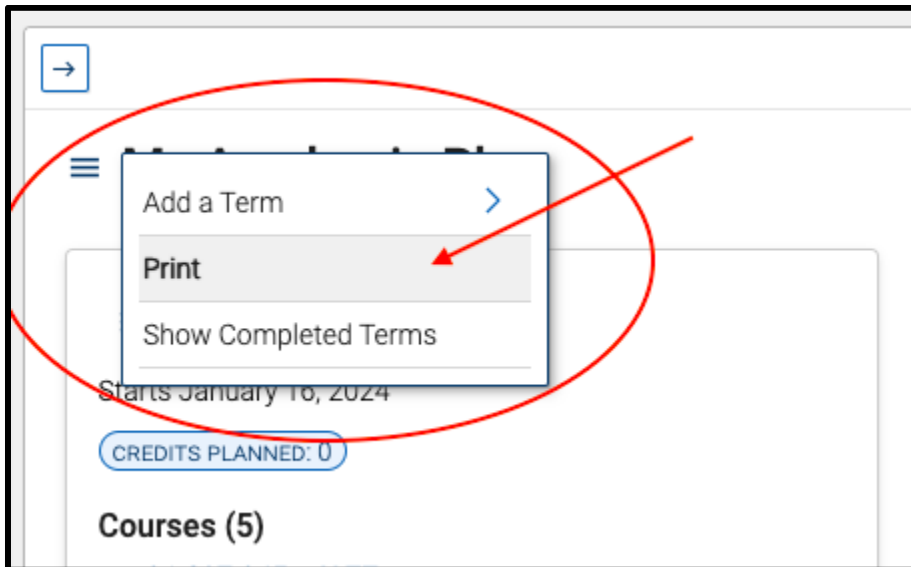 Add a Term
Print
Show Completed Terms
Starts January 16, 2024
CREDITS PLANNED: 0
Courses (5)